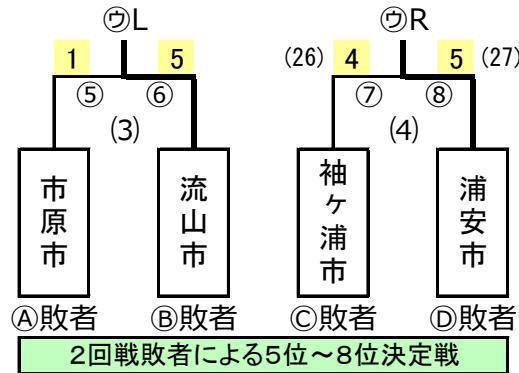 ㋒L ㋒R
1 5 (26) 4 5 (27)
⑤ ⑥ ⑦ ⑧
(3) (4)
市原市 流山市 袖ヶ浦市 浦安市
Ⓐ敗者 Ⓑ敗者 Ⓒ敗者 Ⓓ敗者
2回戦敗者による5位～8位決定戦